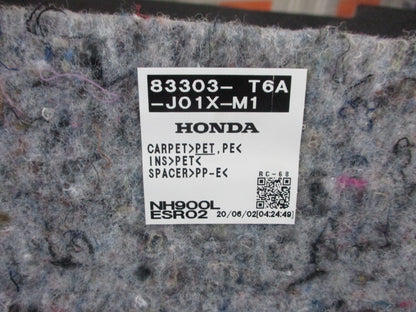 83303- T6A
-J01X-M1
HONDA
CARPET>PET,PE<
INS>PET<
SPACER>PP-E<
RC-68
NH900L
ESR02 20/06/02[04:24:49]